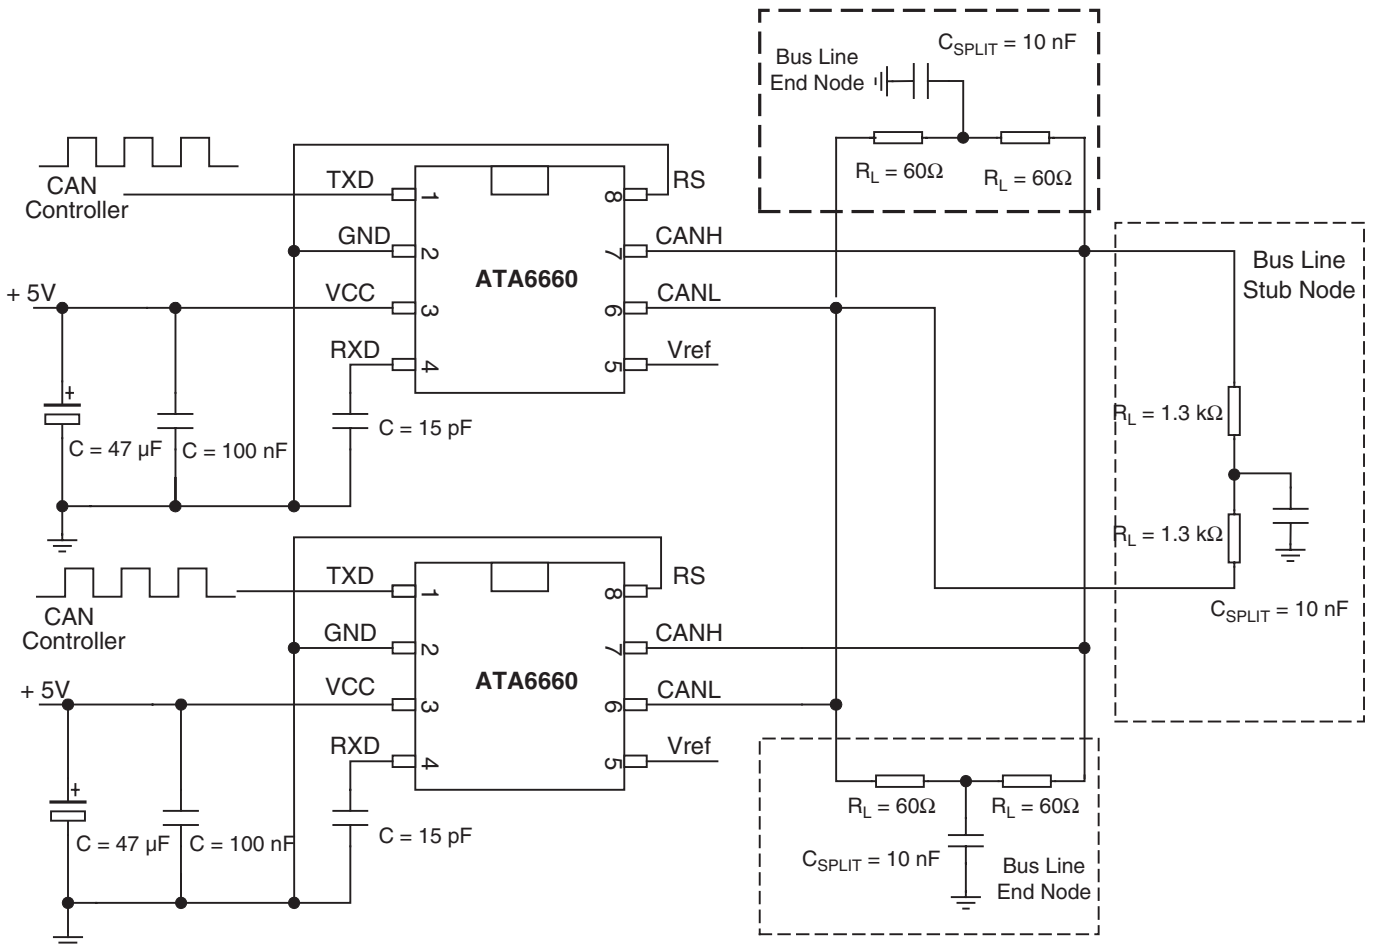 C_SPLIT = 10 nF
Bus Line
End Node
R_L = 60Ω
R_L = 60Ω
CAN
Controller
TXD
1
8
RS
GND
2
7
CANH
ATA6660
+ 5V
VCC
3
6
CANL
RXD
4
5
Vref
+
C = 47 µF
C = 100 nF
C = 15 pF
Bus Line
Stub Node
R_L = 1.3 kΩ
R_L = 1.3 kΩ
C_SPLIT = 10 nF
CAN
Controller
TXD
1
8
RS
GND
2
7
CANH
ATA6660
+ 5V
VCC
3
6
CANL
RXD
4
5
Vref
+
C = 47 µF
C = 100 nF
C = 15 pF
R_L = 60Ω
R_L = 60Ω
C_SPLIT = 10 nF
Bus Line
End Node